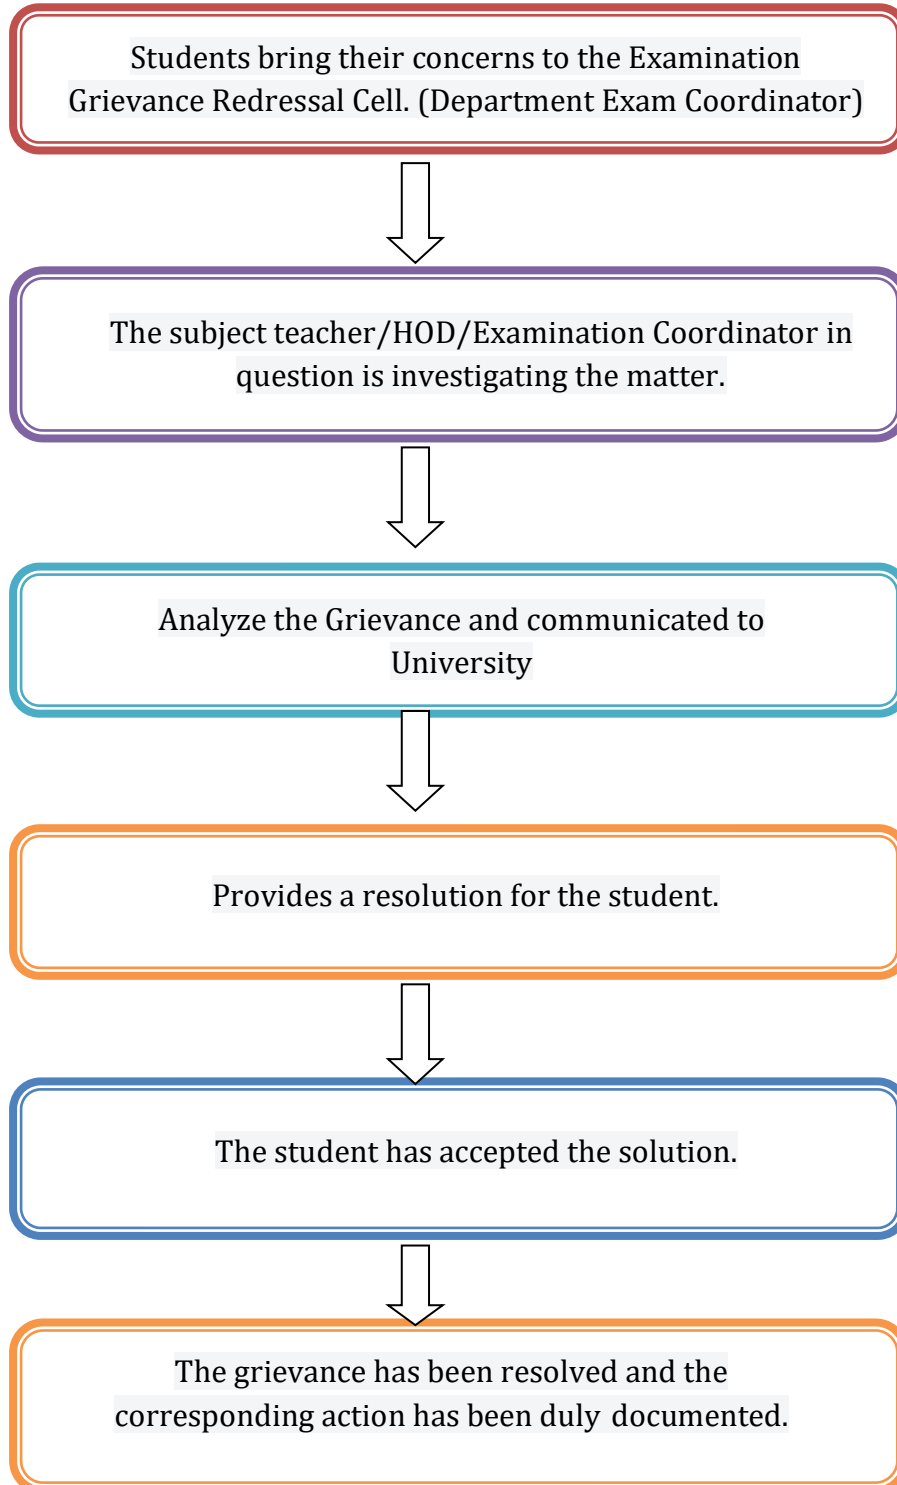 Students bring their concerns to the Examination
Grievance Redressal Cell. (Department Exam Coordinator)
The subject teacher/HOD/Examination Coordinator in
question is investigating the matter.
Analyze the Grievance and communicated to
University
Provides a resolution for the student.
The student has accepted the solution.
The grievance has been resolved and the
corresponding action has been duly documented.